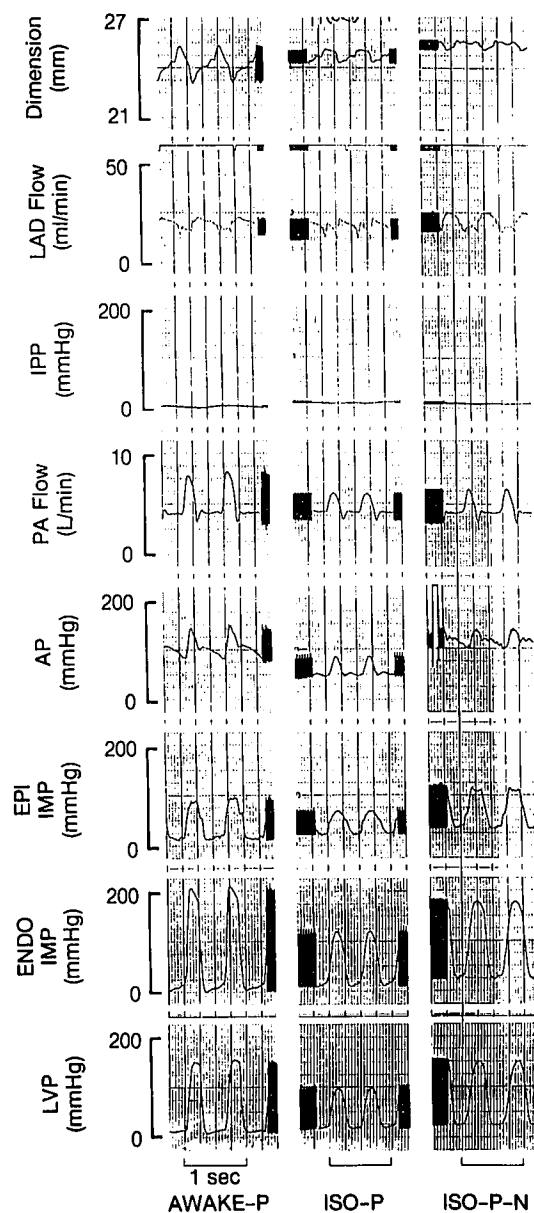 27
Dimension
(mm)
21
50
LAD Flow
(ml/min)
0
200
IPP
(mmHg)
0
10
PA Flow
(L/min)
0
200
AP
(mmHg)
0
200
EPI
IMP
(mmHg)
0
200
ENDO
IMP
(mmHg)
0
200
LVP
(mmHg)
0
1 sec
AWAKE-P
ISO-P
ISO-P-N